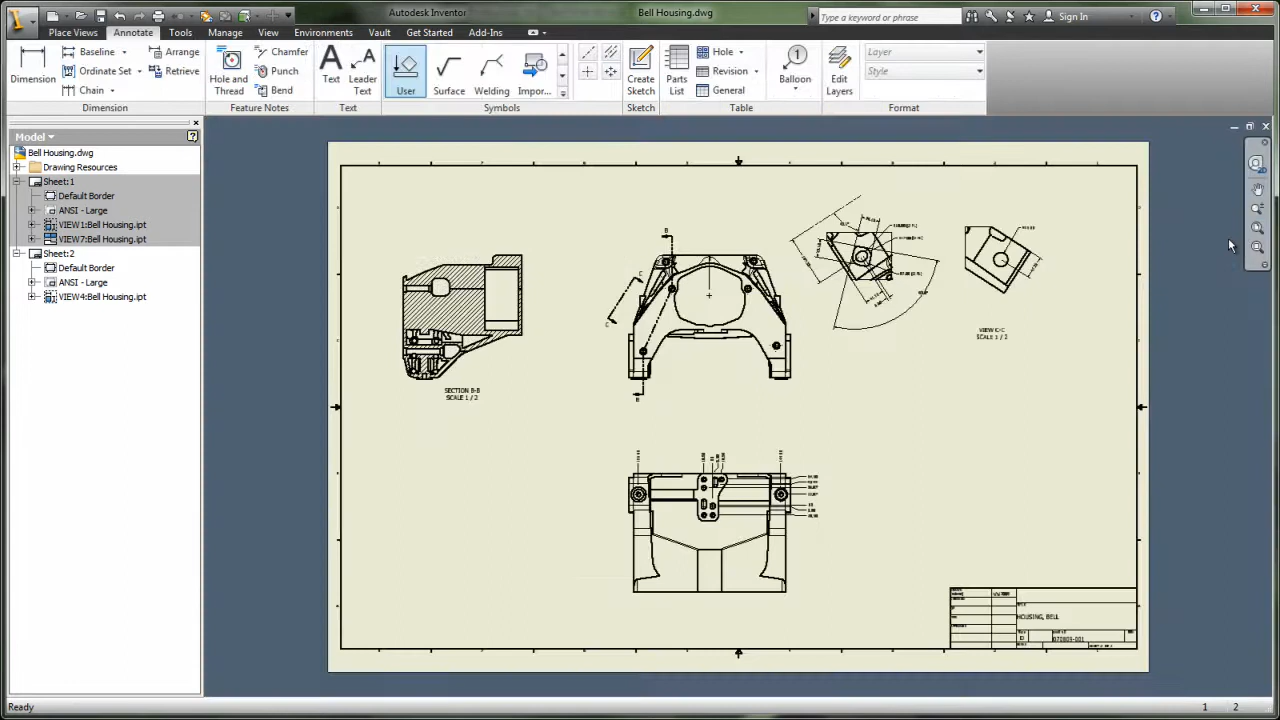 Autodesk Inventor
Bell Housing.dwg
Type a keyword or phrase
Sign In
Place Views
Annotate
Tools
Manage
View
Environments
Vault
Get Started
Add-Ins
Dimension
Baseline
Ordinate Set
Chain
Arrange
Retrieve
Dimension
Hole and
Thread
Chamfer
Punch
Bend
Feature Notes
Text
Leader
Text
Text
User
Surface
Welding
Impor...
Symbols
Create
Sketch
Sketch
Parts
List
Hole
Revision
General
Table
Balloon
Edit
Layers
Layer
Style
Format
Model
Bell Housing.dwg
Drawing Resources
Sheet:1
Default Border
ANSI - Large
VIEW1:Bell Housing.ipt
VIEW7:Bell Housing.ipt
Sheet:2
Default Border
ANSI - Large
VIEW4:Bell Housing.ipt
B
C
C
B
SECTION B-B
SCALE 1 / 2
VIEW C-C
SCALE 1 / 2
HOUSING, BELL
D
070803-001
Ready
1
2